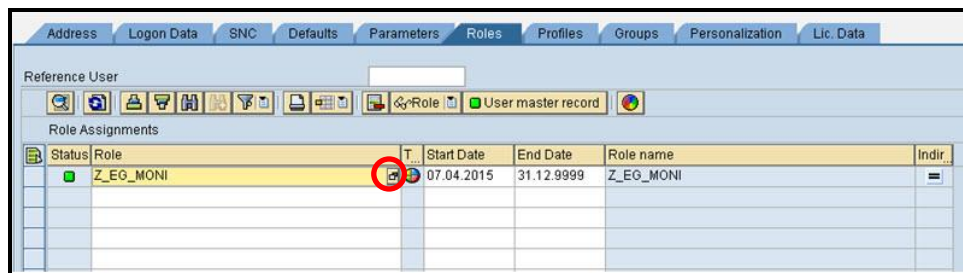 Address Logon Data SNC Defaults Parameters Roles Profiles Groups Personalization Lic. Data
Reference User
Role User master record
Role Assignments
Status Role T... Start Date End Date Role name Indir...
Z_EG_MONI 07.04.2015 31.12.9999 Z_EG_MONI